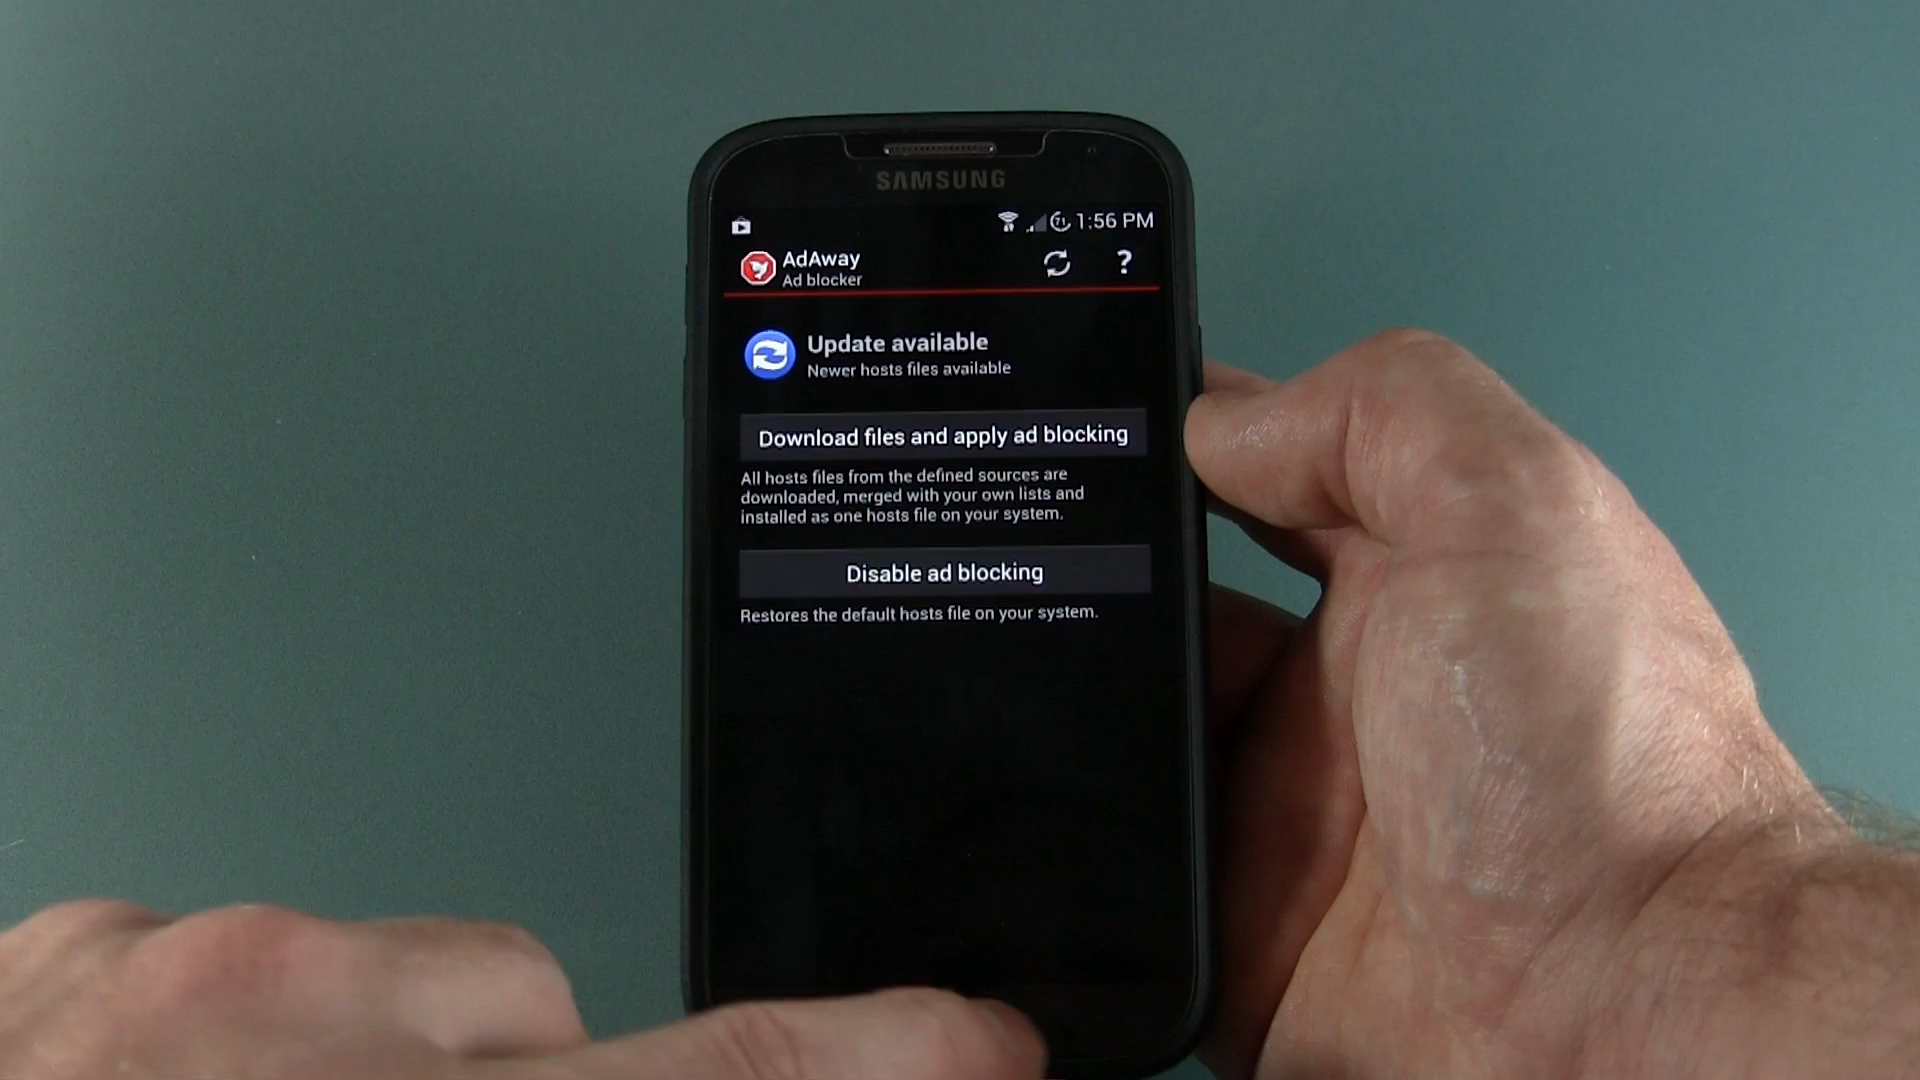 SAMSUNG
71 1:56 PM
AdAway
Ad blocker
?
Update available
Newer hosts files available
Download files and apply ad blocking
All hosts files from the defined sources are
downloaded, merged with your own lists and
installed as one hosts file on your system.
Disable ad blocking
Restores the default hosts file on your system.